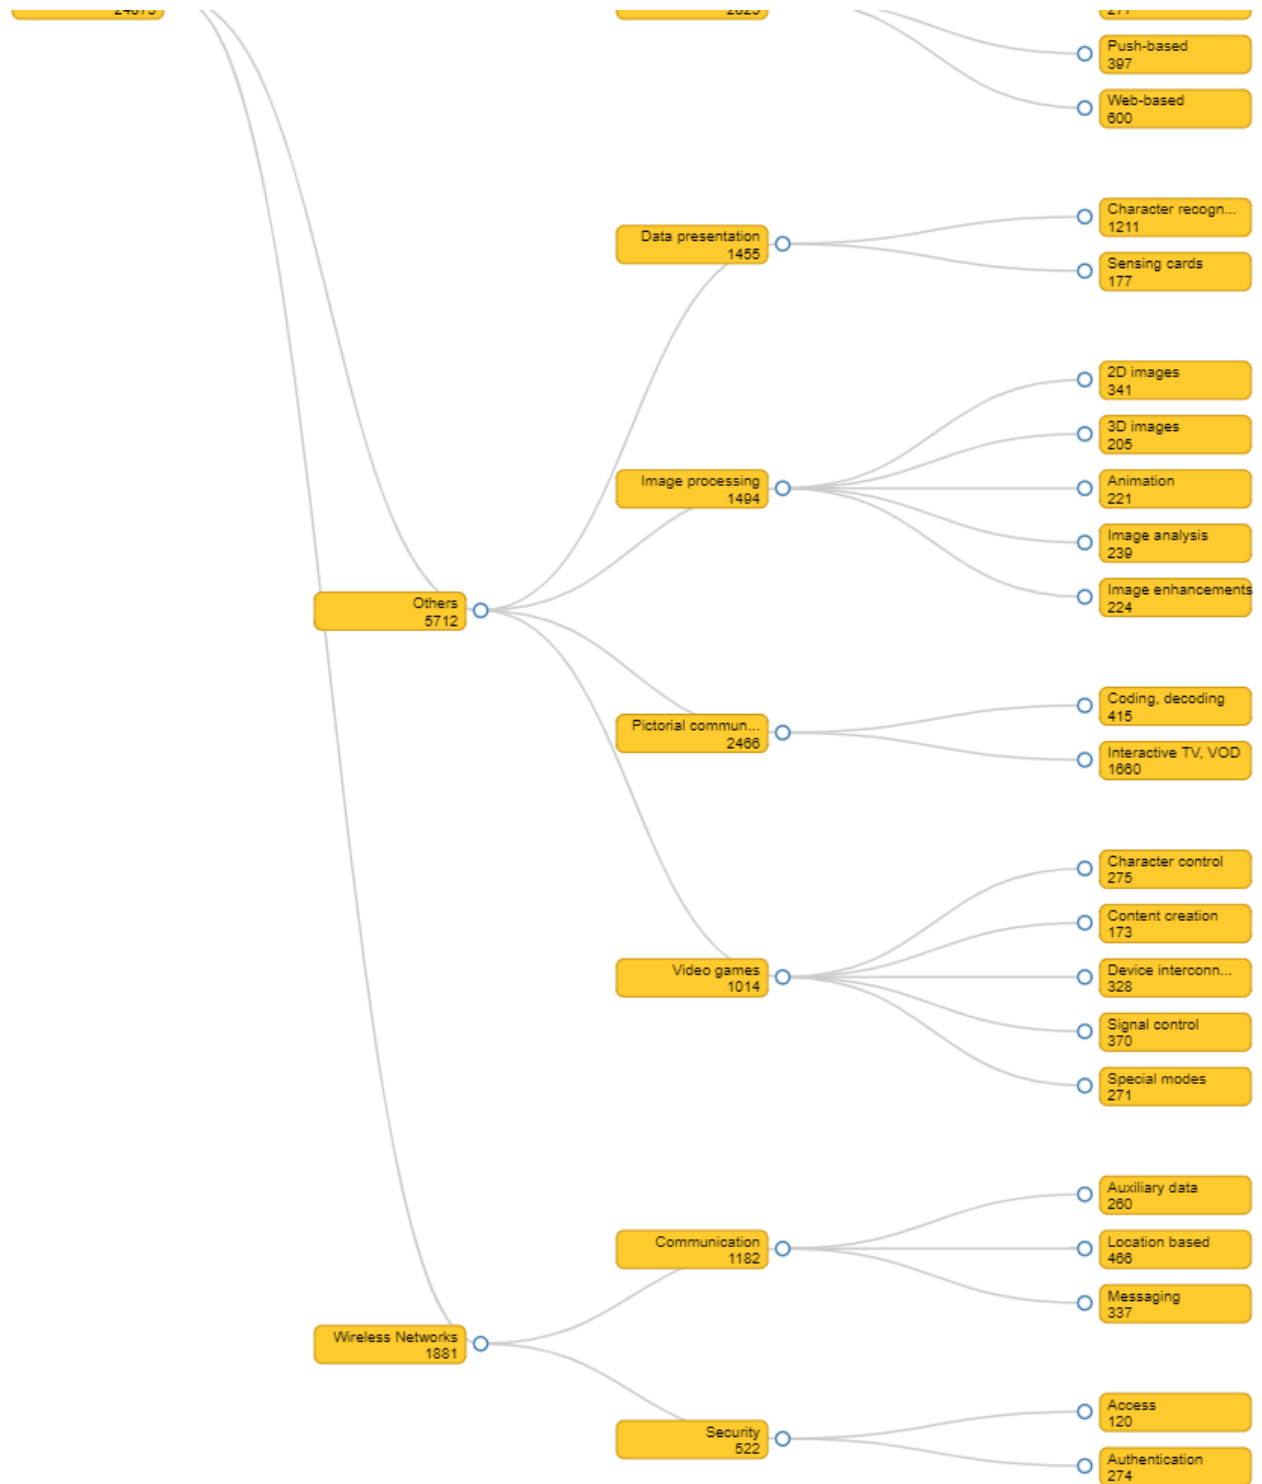 Push-based
397
Web-based
600
Data presentation
1455
Character recogn...
1211
Sensing cards
177
Image processing
1494
2D images
341
3D images
205
Animation
221
Image analysis
239
Image enhancements
224
Others
5712
Pictorial commun...
2466
Coding, decoding
415
Interactive TV, VOD
1660
Video games
1014
Character control
275
Content creation
173
Device interconn...
328
Signal control
370
Special modes
271
Communication
1182
Auxiliary data
260
Location based
466
Messaging
337
Wireless Networks
1881
Security
522
Access
120
Authentication
274